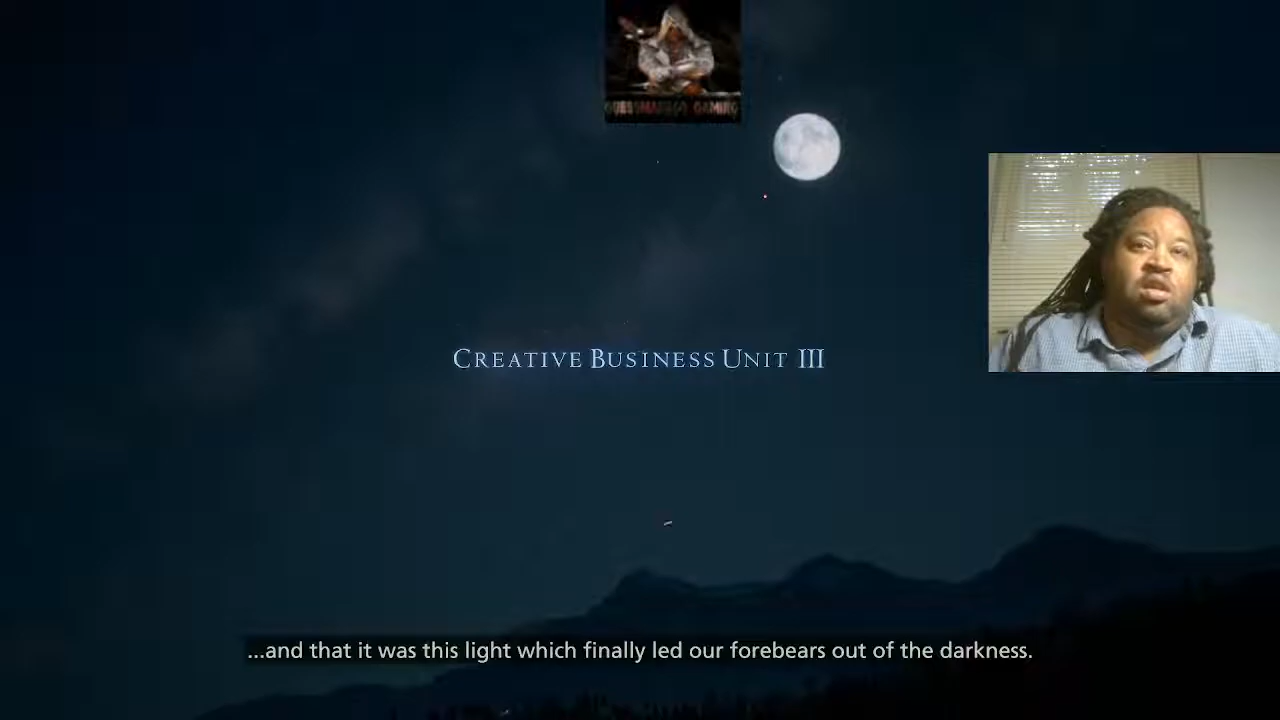 CREATIVE BUSINESS UNIT III
...and that it was this light which finally led our forebears out of the darkness.